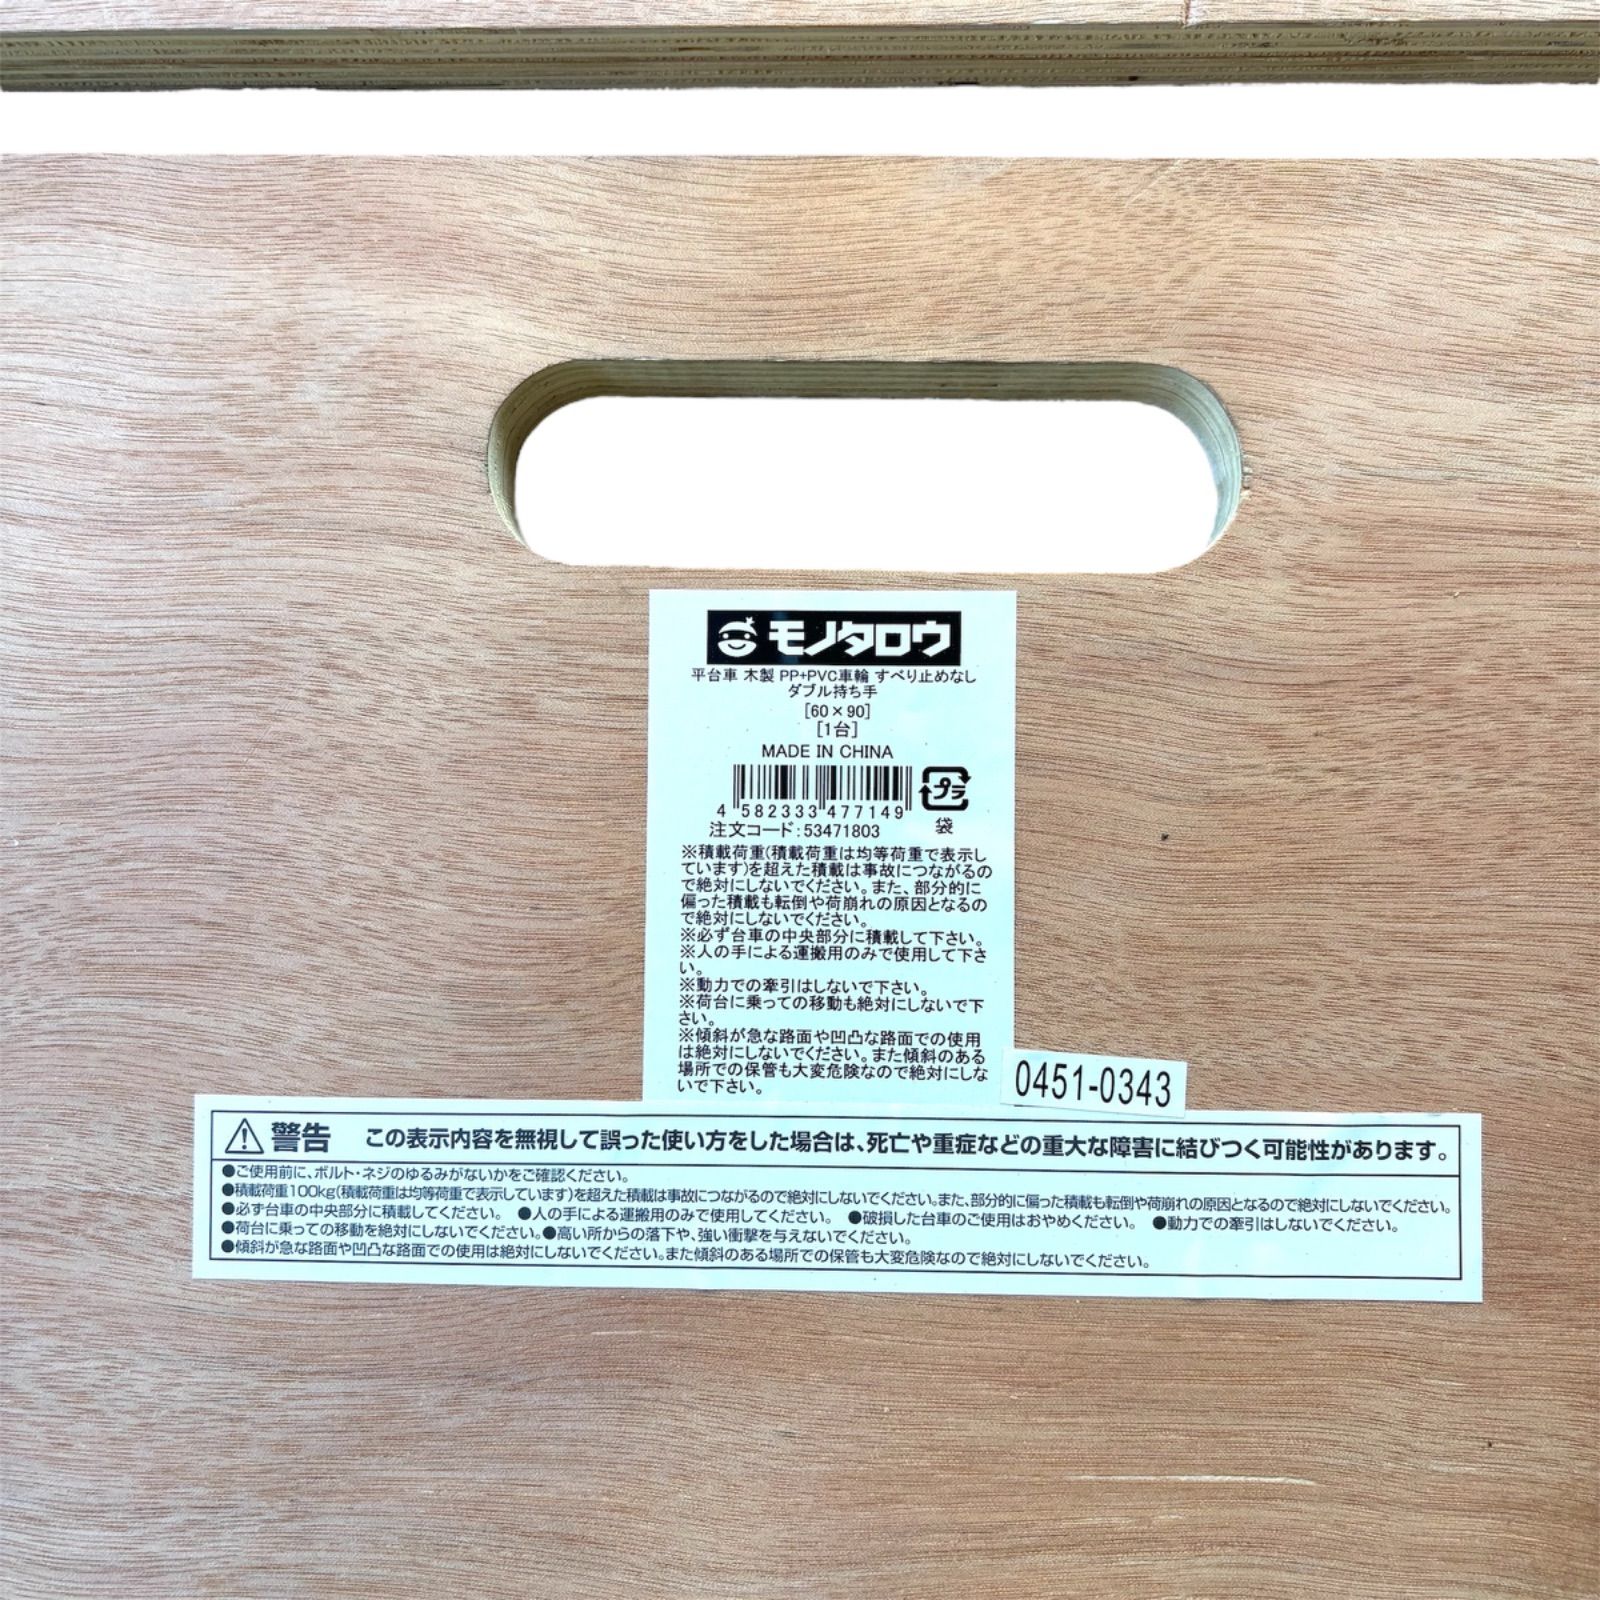 モノタロウ
平台車 木製 PP+PVC車輪 すべり止めなし
ダブル持ち手
[60×90]
[1台]
MADE IN CHINA
プラ
4 582333 477149
袋
注文コード:53471803
※積載荷重(積載荷重は均等荷重で表示し
ています)を超えた積載は事故につながるの
で絶対にしないでください。また、部分的に
偏った積載も転倒や荷崩れの原因となるの
で絶対にしないでください。
※必ず台車の中央部分に積載して下さい。
※人の手による運搬用のみで使用して下さ
い。
※動力での牽引はしないで下さい。
※荷台に乗っての移動も絶対にしないで下
さい。
※傾斜が急な路面や凹凸な路面での使用
は絶対にしないでください。また傾斜のある
場所での保管も大変危険なので絶対にしな
いで下さい。
0451-0343
警告 この表示内容を無視して誤った使い方をした場合は、死亡や重症などの重大な障害に結びつく可能性があります。
●ご使用前に、ボルト・ネジのゆるみがないかをご確認ください。
●積載荷重100kg(積載荷重は均等荷重で表示しています)を超えた積載は事故につながるので絶対にしないでください。また、部分的に偏った積載も転倒や荷崩れの原因となるので絶対にしないでください。
●必ず台車の中央部分に積載してください。 ●人の手による運搬用のみで使用してください。 ●破損した台車のご使用はおやめください。 ●動力での牽引はしないでください。
●荷台に乗っての移動を絶対にしないでください。●高い所からの落下や、強い衝撃を与えないでください。
●傾斜が急な路面や凹凸な路面での使用は絶対にしないでください。また傾斜のある場所での保管も大変危険なので絶対にしないでください。